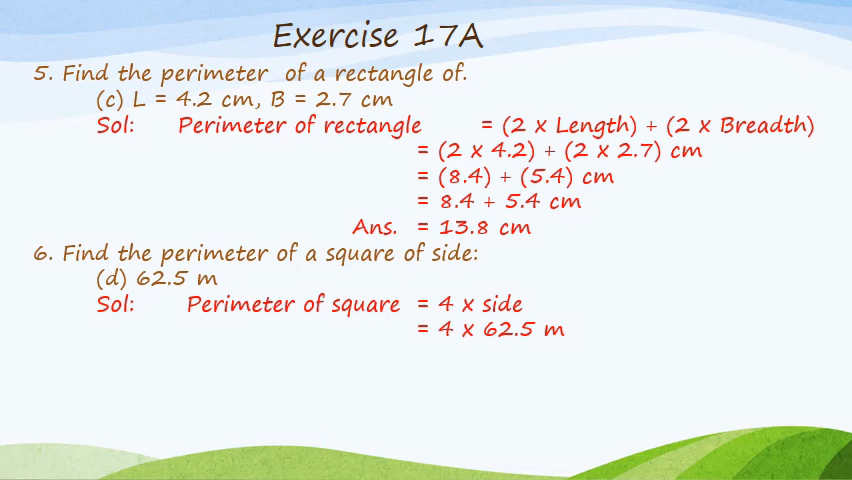 Exercise 17A
5. Find the perimeter of a rectangle of.
(c) L = 4.2 cm, B = 2.7 cm
Sol: Perimeter of rectangle = (2 x Length) + (2 x Breadth)
= (2 x 4.2) + (2 x 2.7) cm
= (8.4) + (5.4) cm
= 8.4 + 5.4 cm
Ans. = 13.8 cm
6. Find the perimeter of a square of side:
(d) 62.5 m
Sol: Perimeter of square = 4 x side
= 4 x 62.5 m